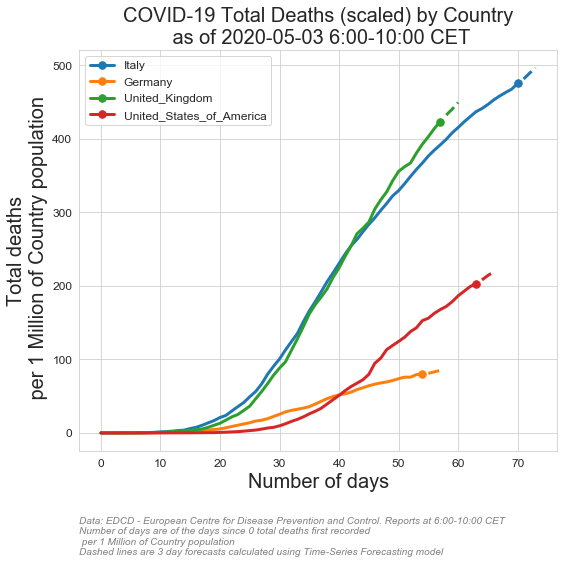 COVID-19 Total Deaths (scaled) by Country
as of 2020-05-03 6:00-10:00 CET
Italy
Germany
United_Kingdom
United_States_of_America
Total deaths
per 1 Million of Country population
500
400
300
200
100
0
0 10 20 30 40 50 60 70
Number of days
Data: EDCD - European Centre for Disease Prevention and Control. Reports at 6:00-10:00 CET
Number of days are of the days since 0 total deaths first recorded
per 1 Million of Country population
Dashed lines are 3 day forecasts calculated using Time-Series Forecasting model